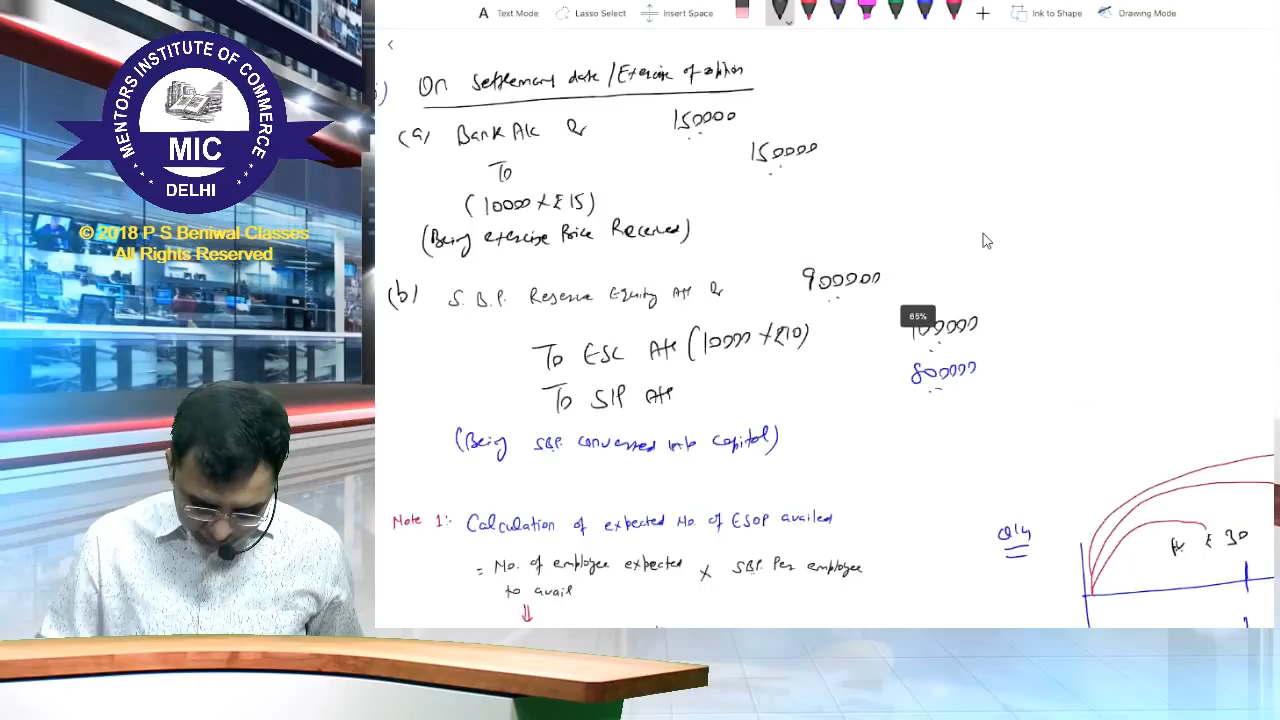 Text Mode Lasso Select Insert Space Ink to Shape Drawing Mode
MENTORS INSTITUTE OF COMMERCE
MIC
DELHI
© 2018 P S Beniwal Classes
All Rights Reserved
) On Settlement date / Exercise of option
(a) Bank A/c Dr 150000
To 150000
(10000 × ₹15)
(Being exercise Price Received)
(b) S.B.P. Reserve Equity A/c Dr 900000
65%
To ESC A/c (10000 × ₹10) 100000
To S/P A/c 800000
(Being SBP converted into capital)
Note 1:- Calculation of expected No. of ESOP availed
= No. of employee expected × SBP. Per employee
to avail
Q14
₹ 30